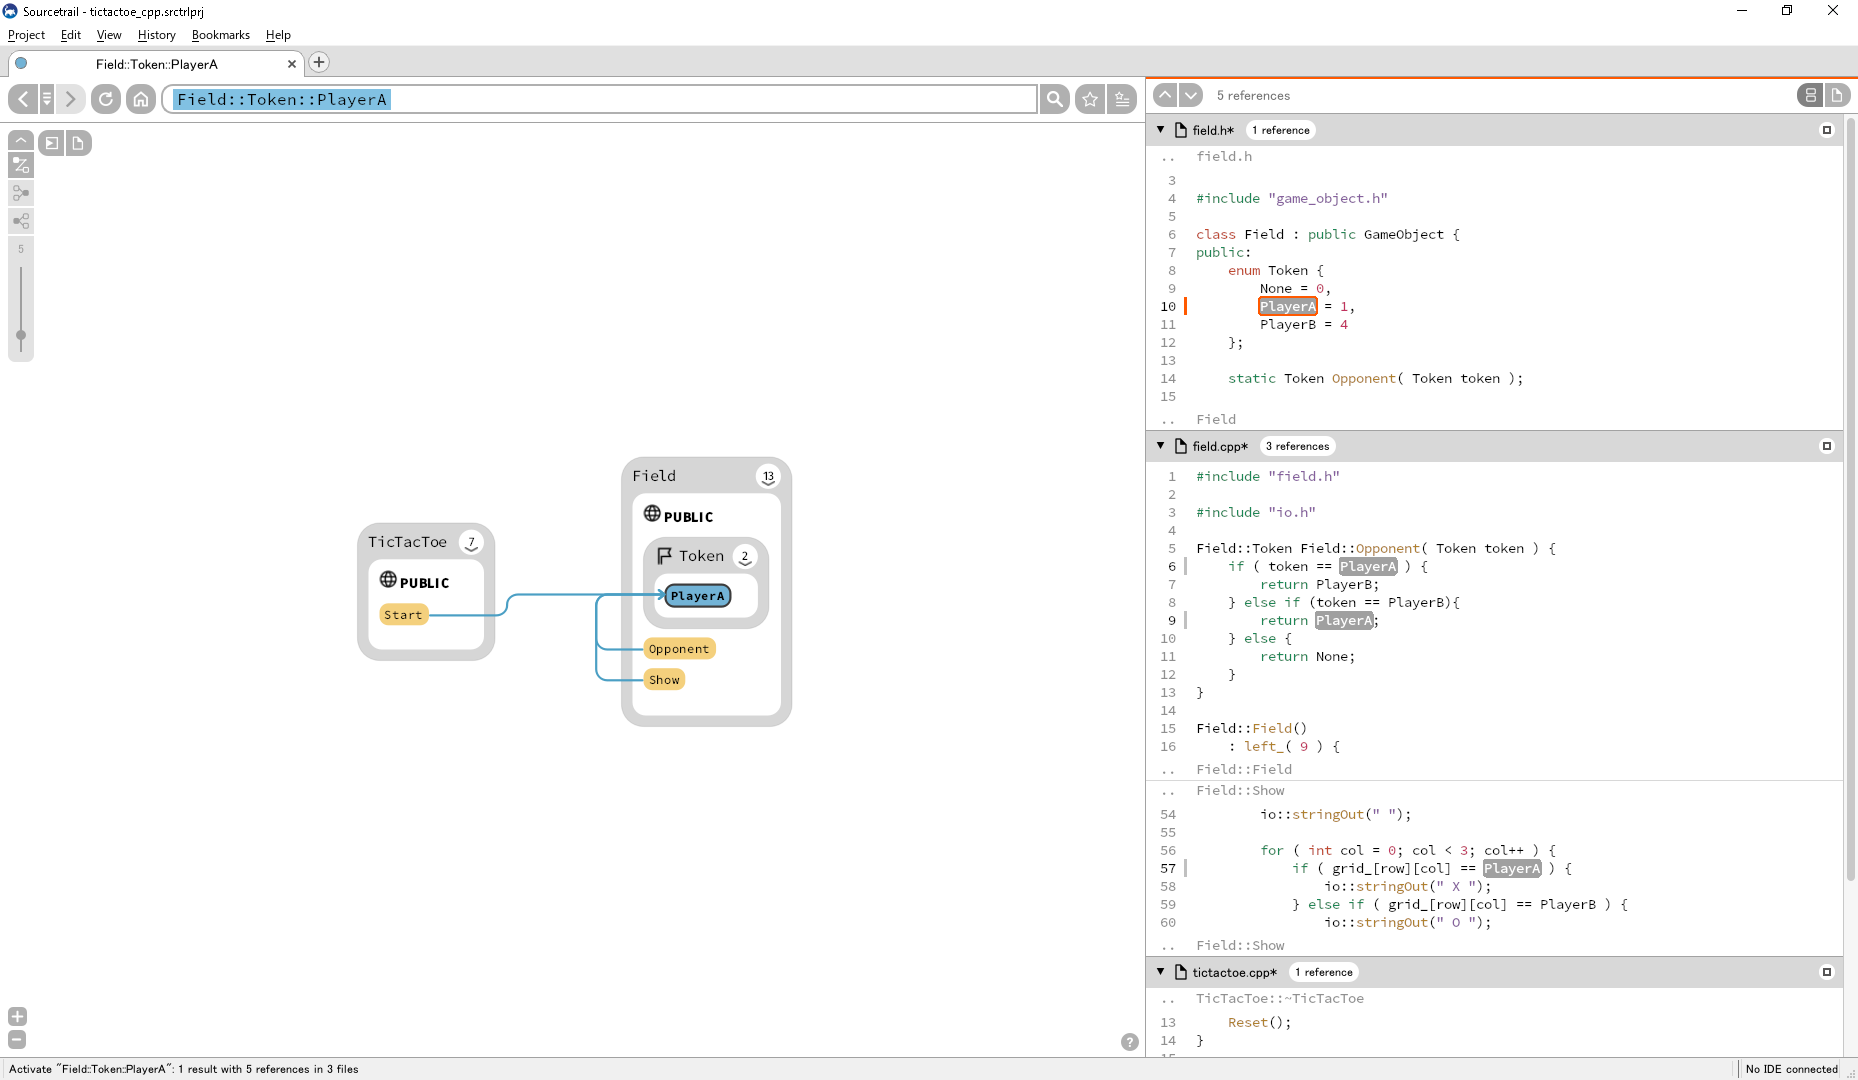 Sourcetrail - tictactoe_cpp.srctrlprj
Project Edit View History Bookmarks Help
Field::Token::PlayerA
Field::Token::PlayerA
5
TicTacToe 7
PUBLIC
Start
Field 13
PUBLIC
Token 2
PlayerA
Opponent
Show
?
5 references
field.h* 1 reference
.. field.h
3
4 #include "game_object.h"
5
6 class Field : public GameObject {
7 public:
8 enum Token {
9 None = 0,
10 PlayerA = 1,
11 PlayerB = 4
12 };
13
14 static Token Opponent( Token token );
15
.. Field
field.cpp* 3 references
1 #include "field.h"
2
3 #include "io.h"
4
5 Field::Token Field::Opponent( Token token ) {
6 if ( token == PlayerA ) {
7 return PlayerB;
8 } else if (token == PlayerB){
9 return PlayerA;
10 } else {
11 return None;
12 }
13 }
14
15 Field::Field()
16 : left_( 9 ) {
.. Field::Field
.. Field::Show
54 io::stringOut(" ");
55
56 for ( int col = 0; col < 3; col++ ) {
57 if ( grid_[row][col] == PlayerA ) {
58 io::stringOut(" X ");
59 } else if ( grid_[row][col] == PlayerB ) {
60 io::stringOut(" O ");
.. Field::Show
tictactoe.cpp* 1 reference
.. TicTacToe::~TicTacToe
13 Reset();
14 }
Activate "Field::Token::PlayerA": 1 result with 5 references in 3 files
No IDE connected